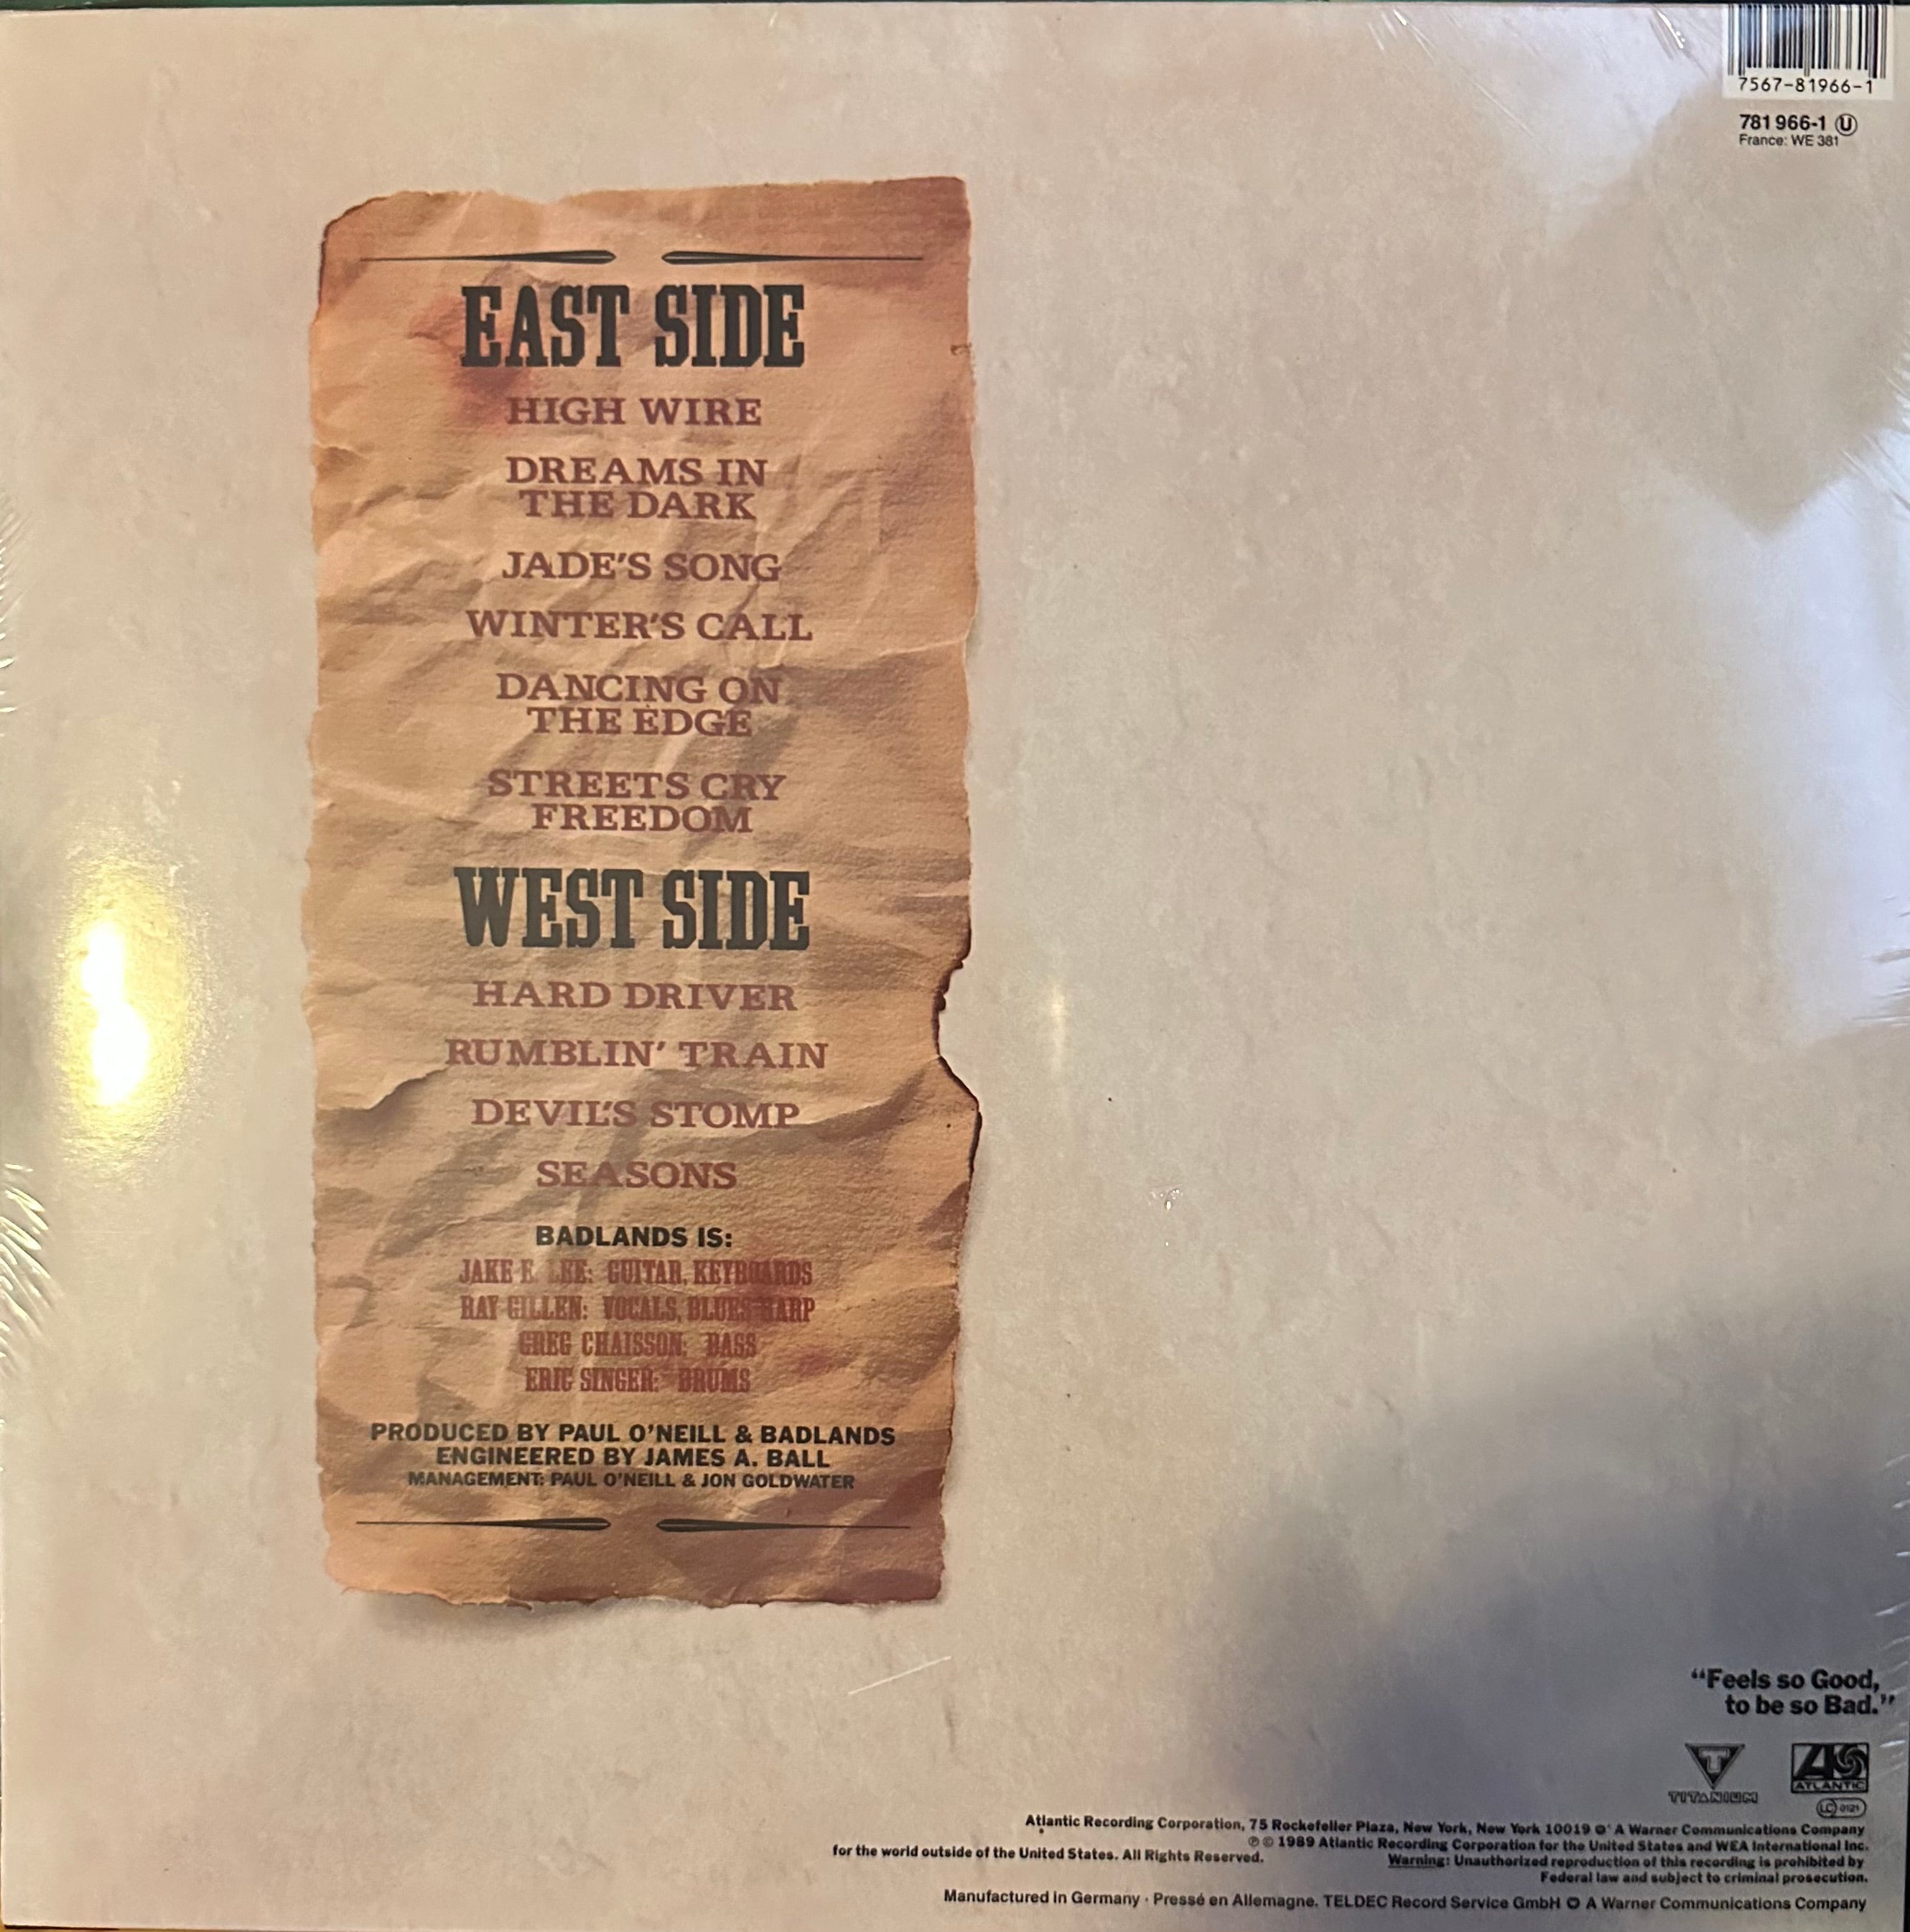 7567-81966-1
781 966-1 Ⓤ
France: WE 381
EAST SIDE
HIGH WIRE
DREAMS IN
THE DARK
JADE'S SONG
WINTER'S CALL
DANCING ON
THE EDGE
STREETS CRY
FREEDOM
WEST SIDE
HARD DRIVER
RUMBLIN' TRAIN
DEVIL'S STOMP
SEASONS
BADLANDS IS:
JAKE E. LEE: GUITAR, KEYBOARDS
RAY GILLEN: VOCALS, BLUES HARP
GREG CHAISSON: BASS
ERIC SINGER: DRUMS
PRODUCED BY PAUL O'NEILL & BADLANDS
ENGINEERED BY JAMES A. BALL
MANAGEMENT: PAUL O'NEILL & JON GOLDWATER
“Feels so Good,
to be so Bad.”
T
TITANIUM
ATLANTIC
LC 0121
Atlantic Recording Corporation, 75 Rockefeller Plaza, New York, New York 10019 A Warner Communications Company
℗ © 1989 Atlantic Recording Corporation for the United States and WEA International Inc.
for the world outside of the United States. All Rights Reserved.
Warning: Unauthorized reproduction of this recording is prohibited by
Federal law and subject to criminal prosecution.
Manufactured in Germany · Pressé en Allemagne. TELDEC Record Service GmbH A Warner Communications Company